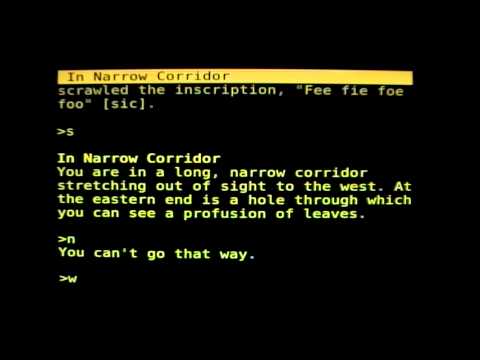 In Narrow Corridor
scrawled the inscription, "Fee fie foe
foo" [sic].
>s
In Narrow Corridor
You are in a long, narrow corridor
stretching out of sight to the west. At
the eastern end is a hole through which
you can see a profusion of leaves.
>n
You can't go that way.
>w